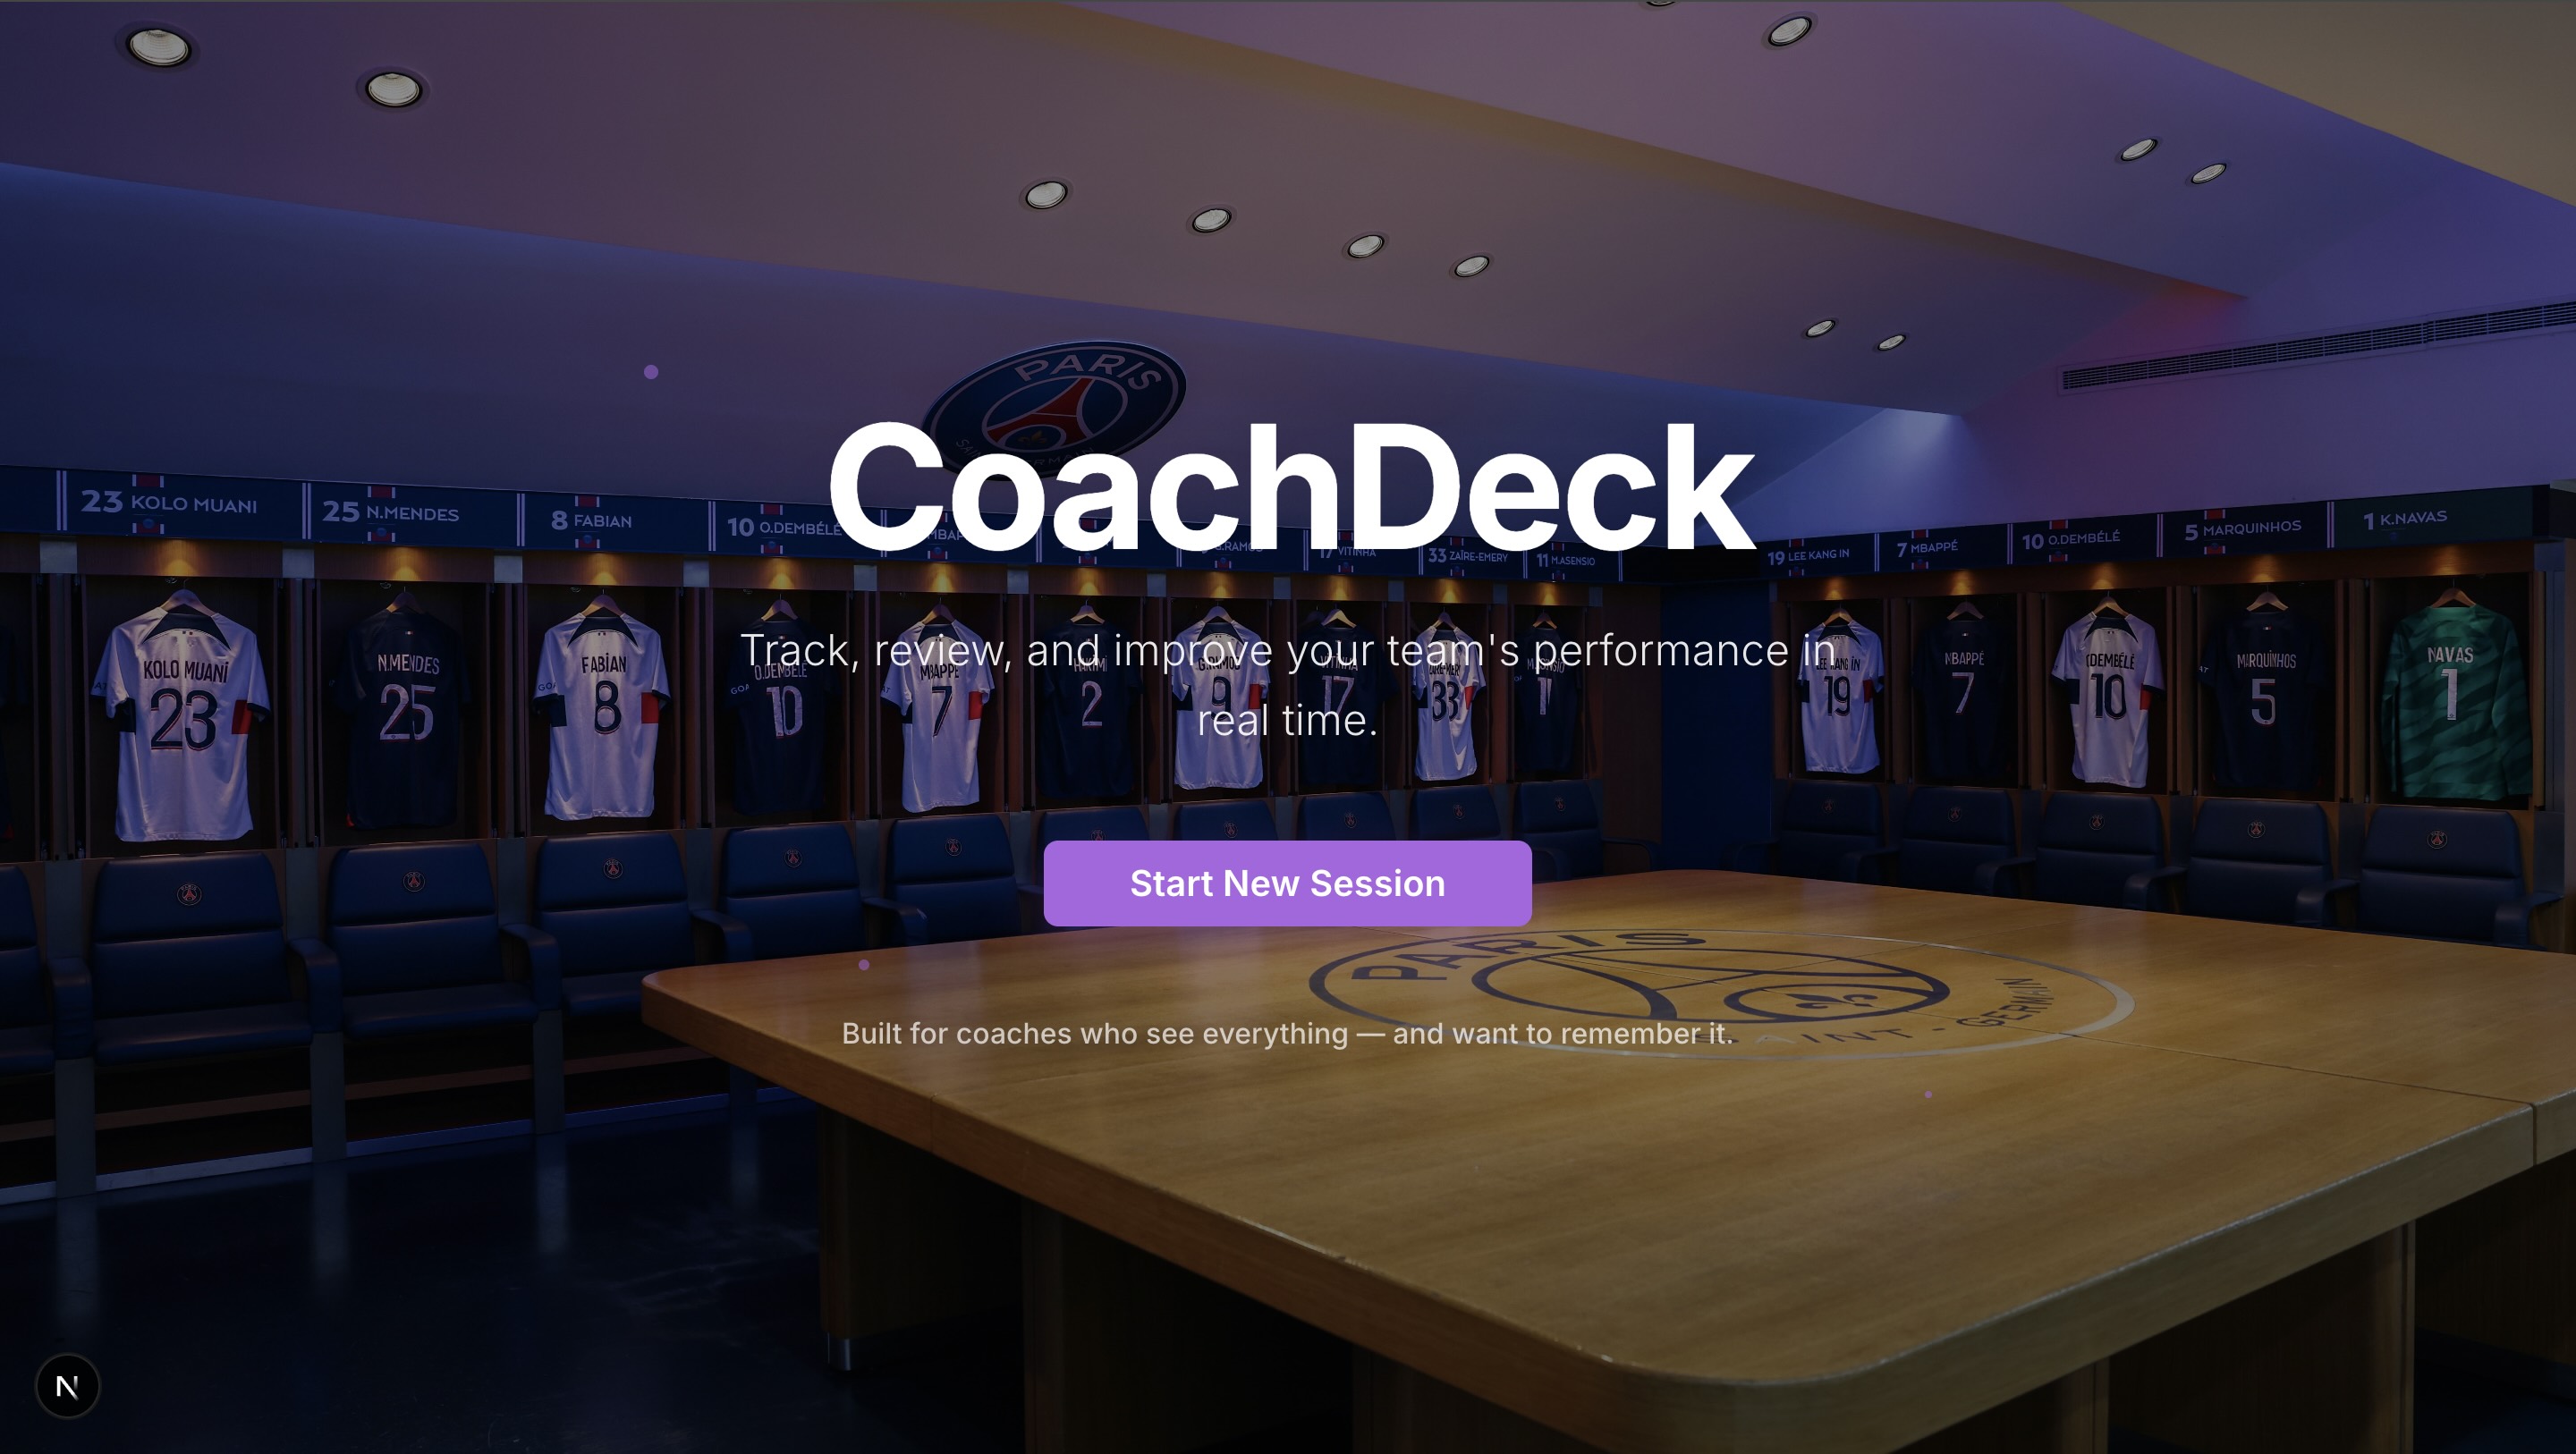 PARIS
CoachDeck
23 KOLO MUANI
25 N.MENDES
8 FABIAN
10 O.DEMBÉLÉ
17 VITINHA
33 ZAÏRE-EMERY
11 M.ASENSIO
19 LEE KANG IN
7 MBAPPÉ
10 O.DEMBÉLÉ
5 MARQUINHOS
1 K.NAVAS
Track, review, and improve your team's performance in
real time.
KOLO MUANI
23
N.MENDES
25
FABIAN
8
O.DEMBÉLÉ
10
MBAPPÉ
7
2
9
17
33
19
MBAPPÉ
7
10
MARQUINHOS
5
NAVAS
1
Start New Session
PARIS
SAINT - GERMAIN
Built for coaches who see everything — and want to remember it.
N